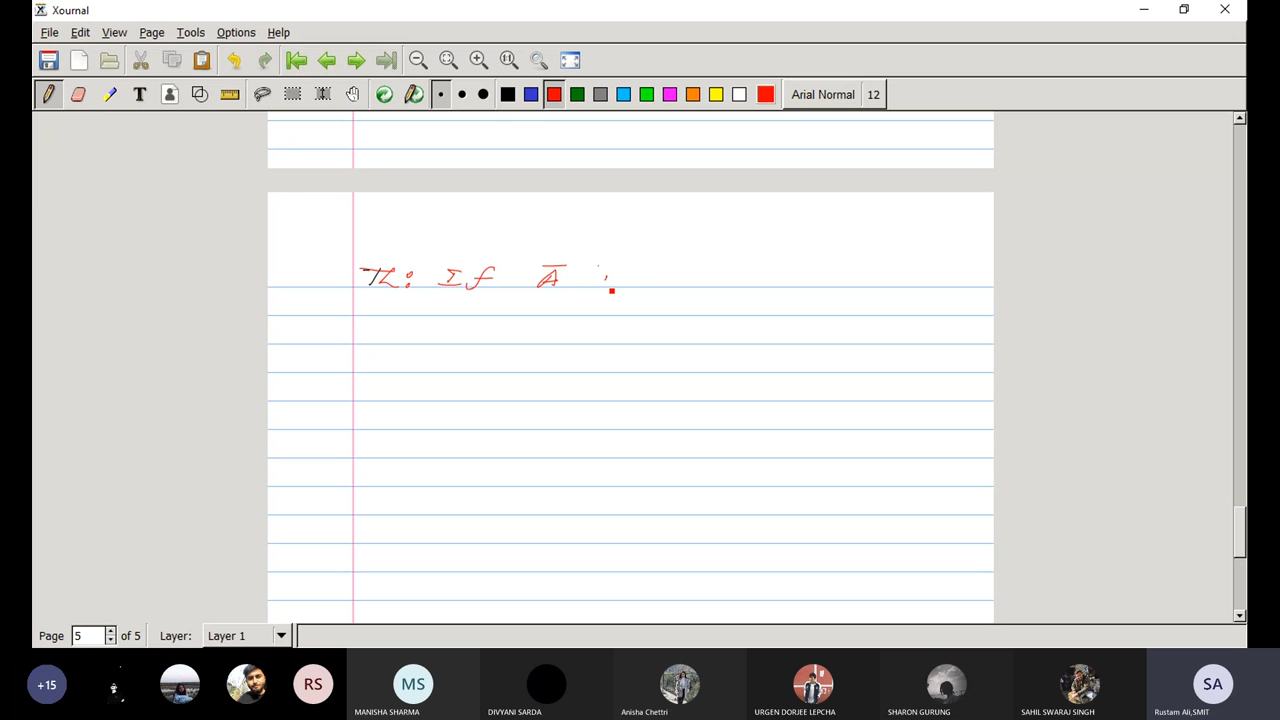 Xournal
File Edit View Page Tools Options Help
Arial Normal 12
Th: If A̅ i
Page 5 of 5 Layer: Layer 1
+15 RS MS SA
MANISHA SHARMA DIVYANI SARDA Anisha Chettri URGEN DORJEE LEPCHA SHARON GURUNG SAHIL SWARAJ SINGH Rustam Ali,SMIT